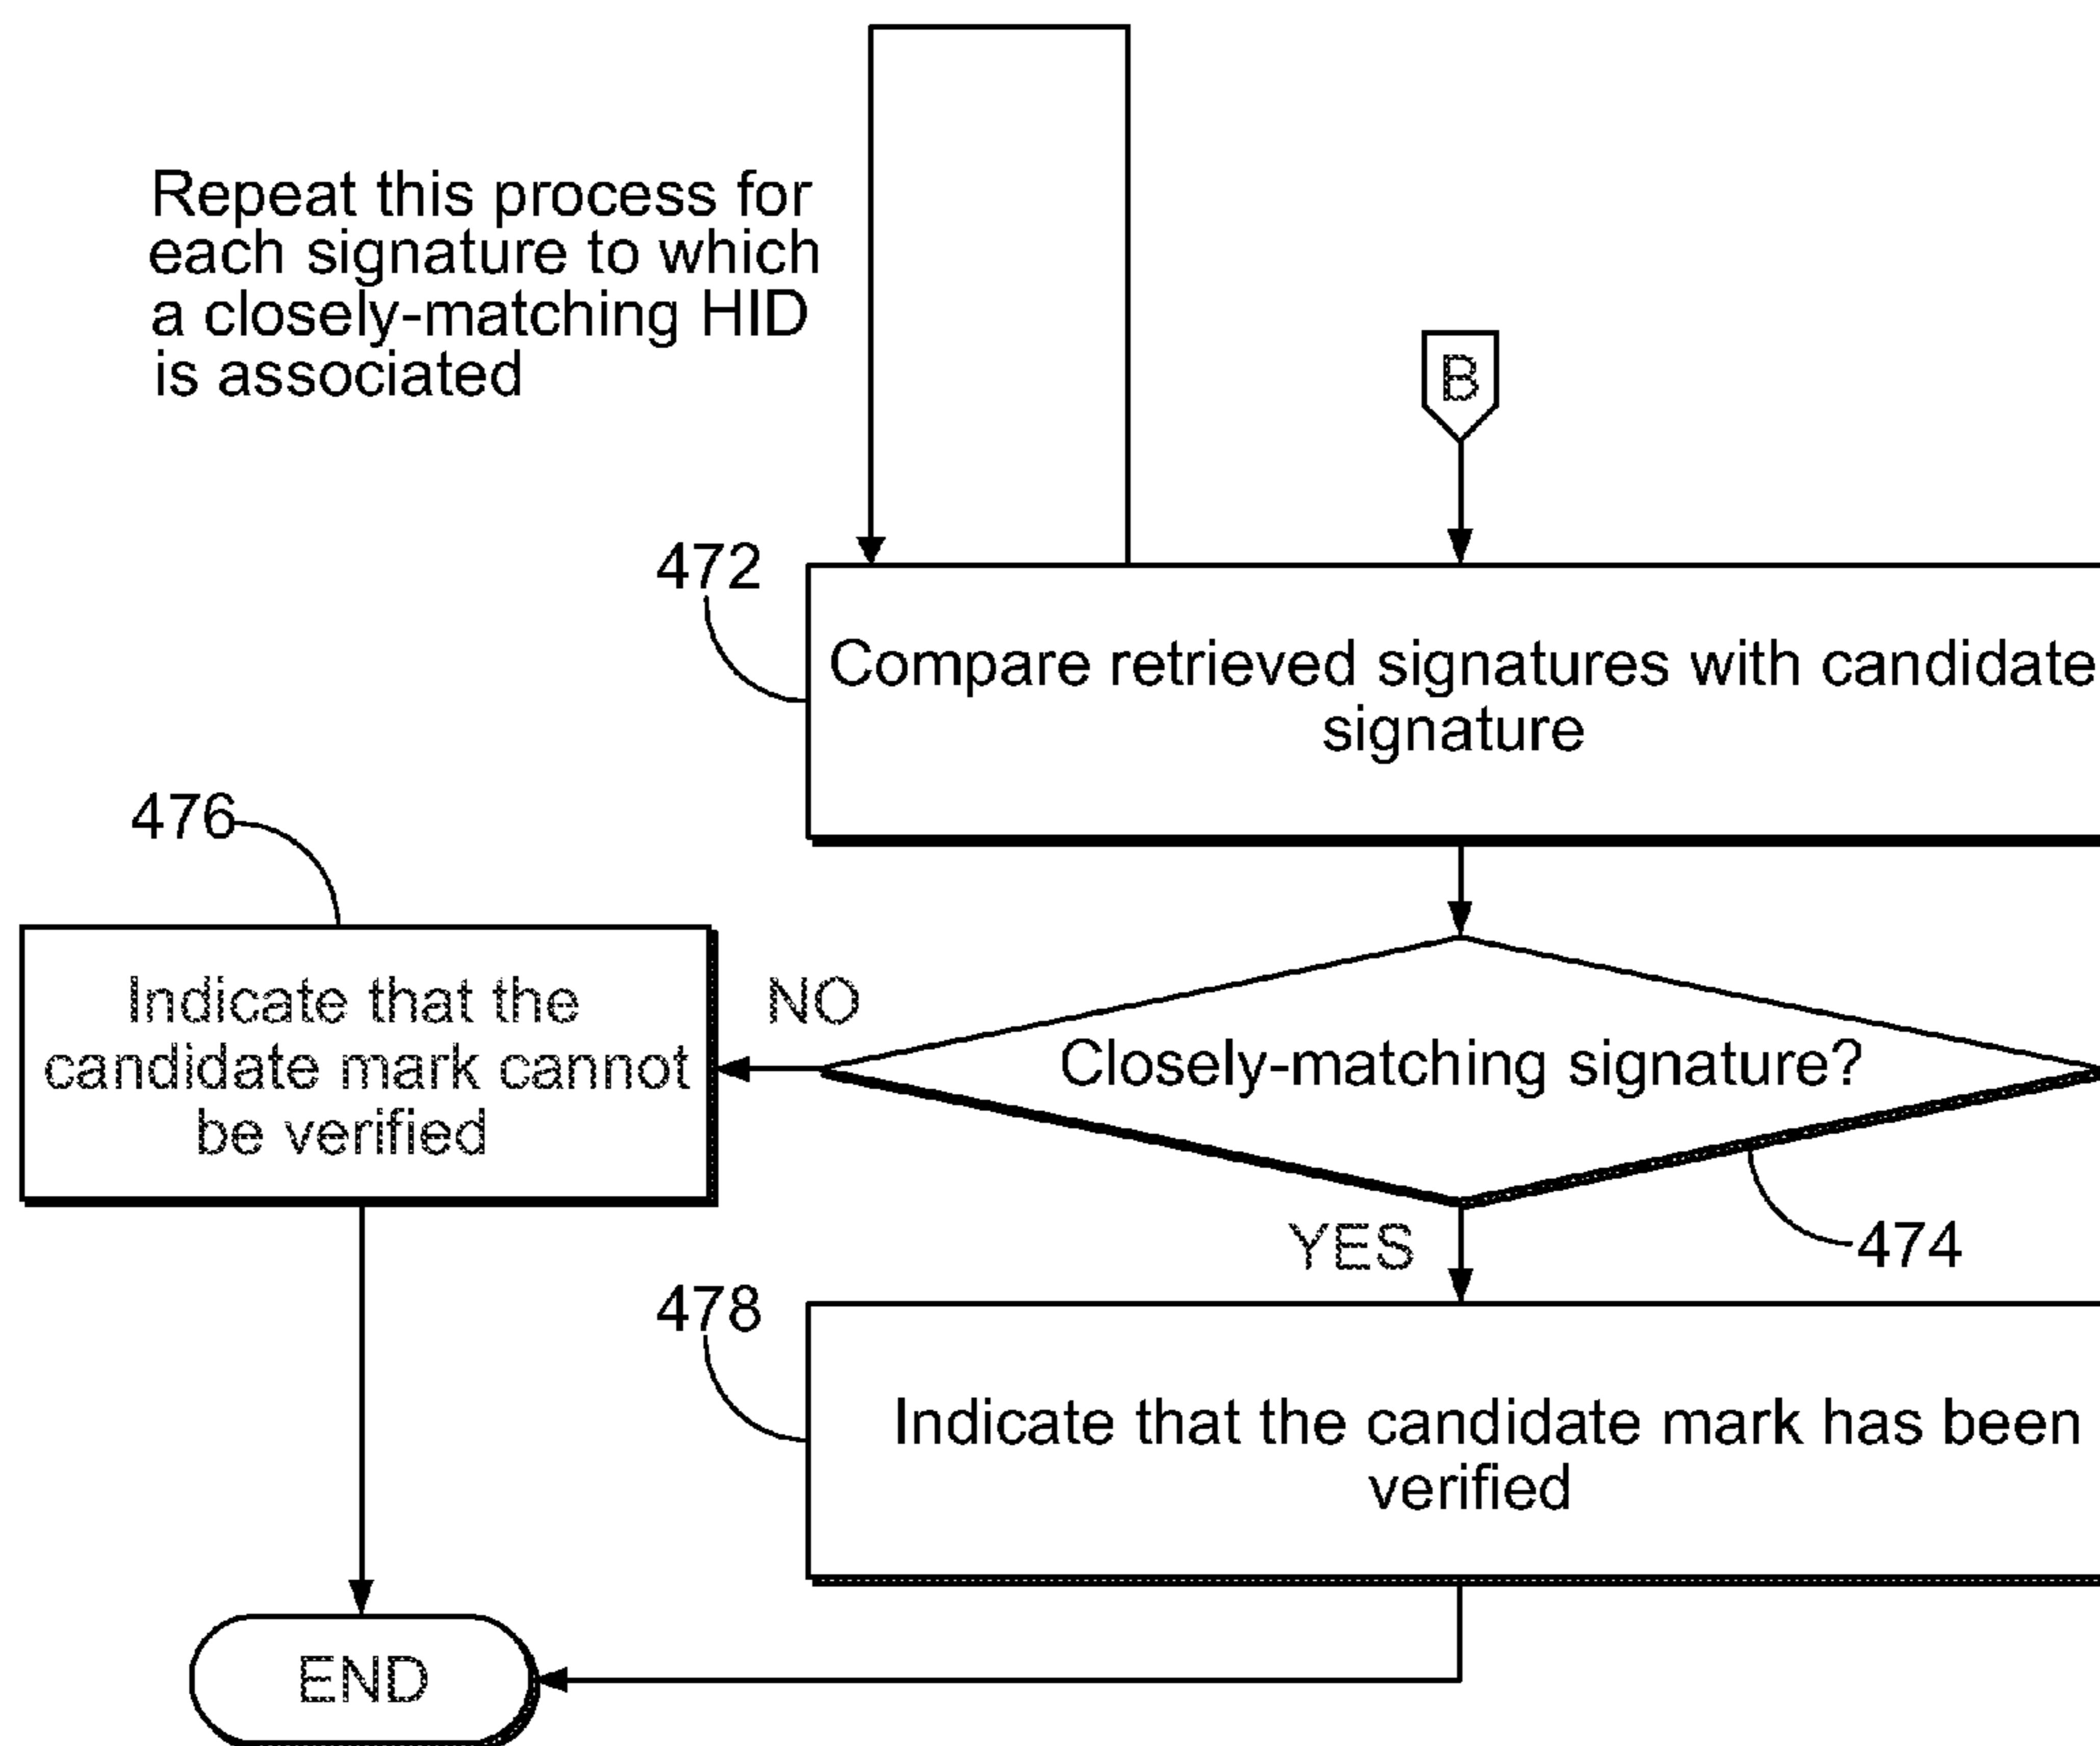 Repeat this process for
each signature to which
a closely-matching HID
is associated
B
472
Compare retrieved signatures with candidate
signature
476
Indicate that the
candidate mark cannot
be verified
NO
Closely-matching signature?
YES
474
478
Indicate that the candidate mark has been
verified
END